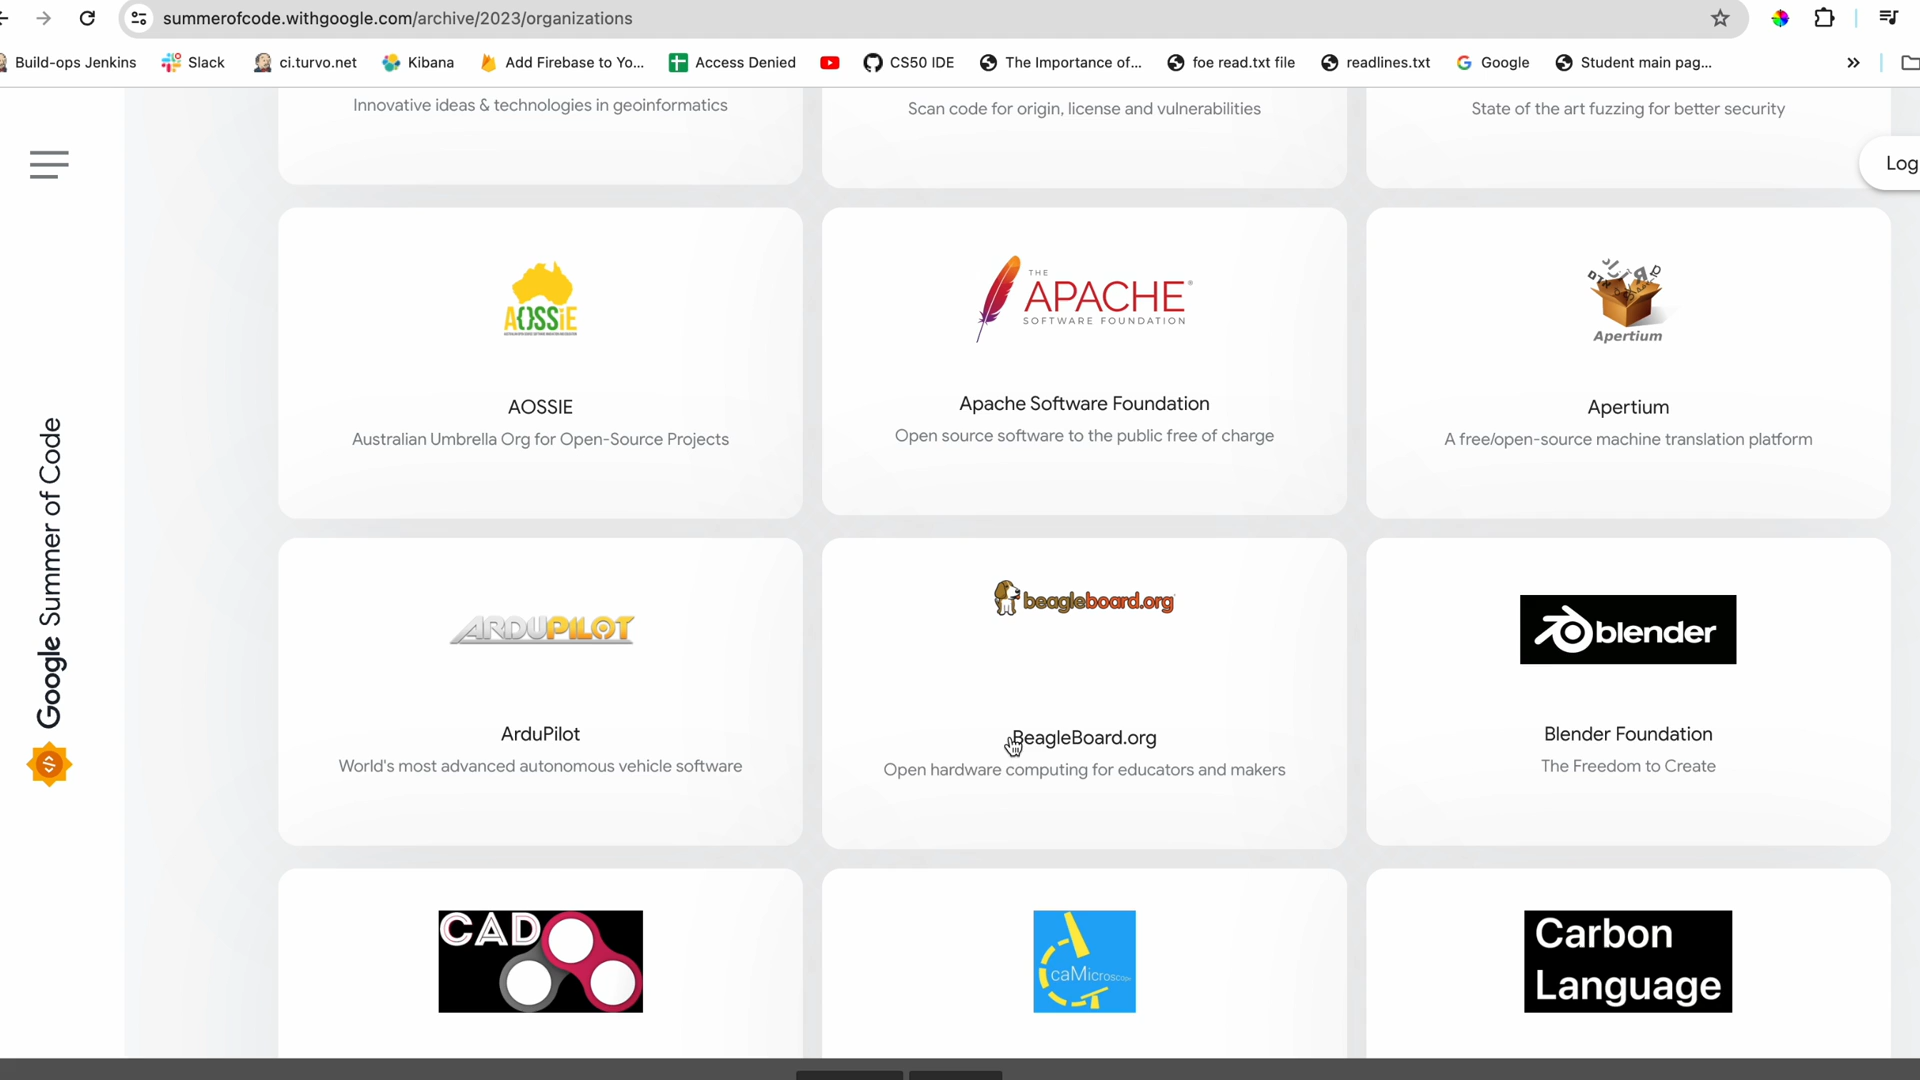 summerofcode.withgoogle.com/archive/2023/organizations
Build-ops Jenkins
Slack
ci.turvo.net
Kibana
Add Firebase to Yo...
Access Denied
CS50 IDE
The Importance of...
foe read.txt file
readlines.txt
Google
Student main pag...
»
Innovative ideas & technologies in geoinformatics
Scan code for origin, license and vulnerabilities
State of the art fuzzing for better security
Log
Google Summer of Code
AOSSiE
AOSSIE
Australian Umbrella Org for Open-Source Projects
THE
APACHE®
SOFTWARE FOUNDATION
Apache Software Foundation
Open source software to the public free of charge
Apertium
Apertium
A free/open-source machine translation platform
ARDUPILOT
ArduPilot
World's most advanced autonomous vehicle software
beagleboard.org
BeagleBoard.org
Open hardware computing for educators and makers
blender
Blender Foundation
The Freedom to Create
CAD
caMicroscope
Carbon
Language